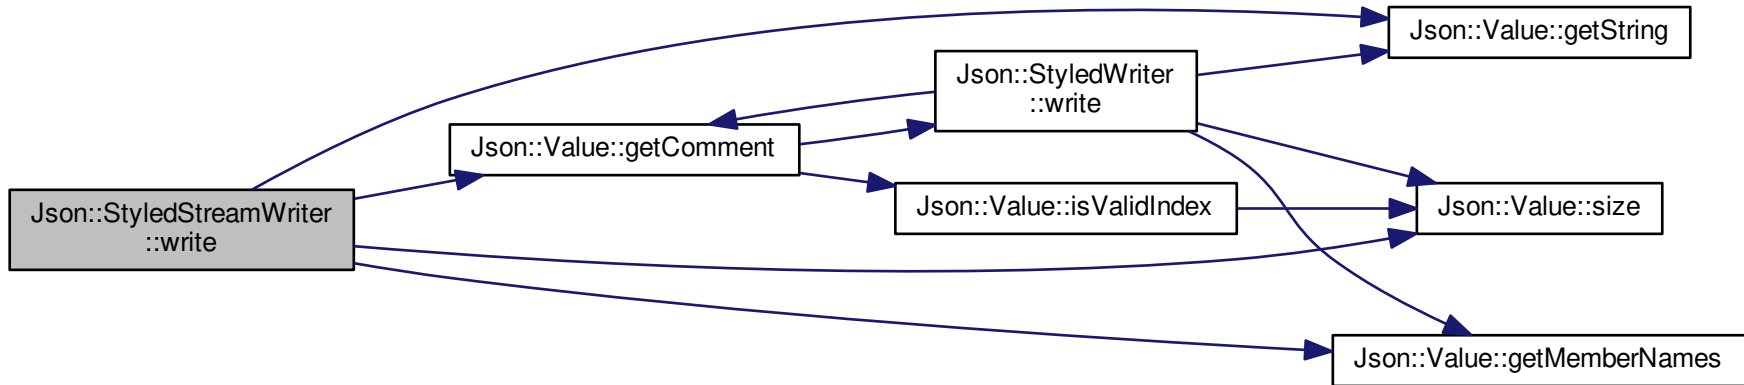 Json::Value::getString
Json::StyledWriter
::write
Json::Value::getComment
Json::StyledStreamWriter
::write
Json::Value::isValidIndex
Json::Value::size
Json::Value::getMemberNames